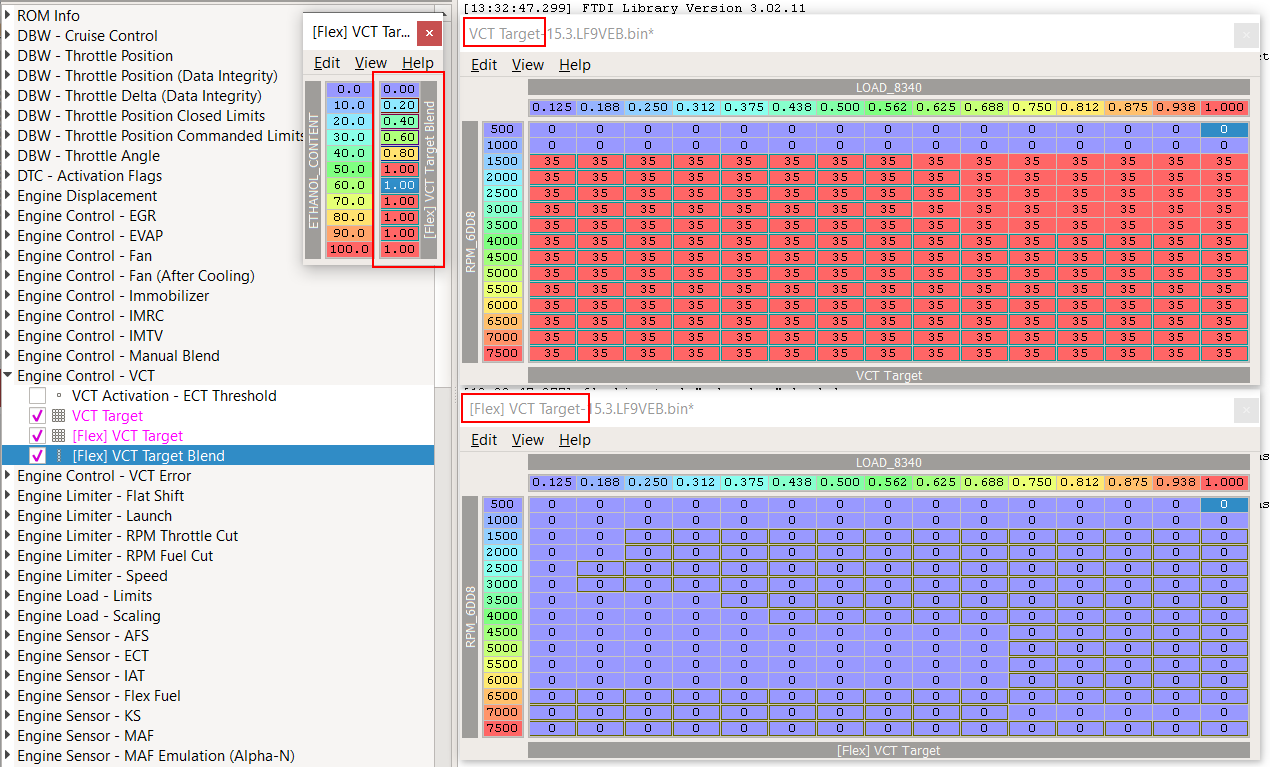 ROM Info
DBW - Cruise Control
DBW - Throttle Position
DBW - Throttle Position (Data Integrity)
DBW - Throttle Delta (Data Integrity)
DBW - Throttle Position Closed Limits
DBW - Throttle Position Commanded Limits
DBW - Throttle Angle
DTC - Activation Flags
Engine Displacement
Engine Control - EGR
Engine Control - EVAP
Engine Control - Fan
Engine Control - Fan (After Cooling)
Engine Control - Immobilizer
Engine Control - IMRC
Engine Control - IMTV
Engine Control - Manual Blend
Engine Control - VCT
VCT Activation - ECT Threshold
VCT Target
[Flex] VCT Target
[Flex] VCT Target Blend
Engine Control - VCT Error
Engine Limiter - Flat Shift
Engine Limiter - Launch
Engine Limiter - RPM Throttle Cut
Engine Limiter - RPM Fuel Cut
Engine Limiter - Speed
Engine Load - Limits
Engine Load - Scaling
Engine Sensor - AFS
Engine Sensor - ECT
Engine Sensor - IAT
Engine Sensor - Flex Fuel
Engine Sensor - KS
Engine Sensor - MAF
Engine Sensor - MAF Emulation (Alpha-N)
[Flex] VCT Tar... ×
Edit View Help
ETHANOL_CONTENT
0.0 0.00
10.0 0.20
20.0 0.40
30.0 0.60
40.0 0.80
50.0 1.00
60.0 1.00
70.0 1.00
80.0 1.00
90.0 1.00
100.0 1.00
[Flex] VCT Target Blend
[13:32:47.299] FTDI Library Version 3.02.11
VCT Target-15.3.LF9VEB.bin*
Edit View Help
LOAD_8340
0.125 0.188 0.250 0.312 0.375 0.438 0.500 0.562 0.625 0.688 0.750 0.812 0.875 0.938 1.000
RPM_6DD8
500 0 0 0 0 0 0 0 0 0 0 0 0 0 0 0
1000 0 0 0 0 0 0 0 0 0 0 0 0 0 0 0
1500 35 35 35 35 35 35 35 35 35 35 35 35 35 35 35
2000 35 35 35 35 35 35 35 35 35 35 35 35 35 35 35
2500 35 35 35 35 35 35 35 35 35 35 35 35 35 35 35
3000 35 35 35 35 35 35 35 35 35 35 35 35 35 35 35
3500 35 35 35 35 35 35 35 35 35 35 35 35 35 35 35
4000 35 35 35 35 35 35 35 35 35 35 35 35 35 35 35
4500 35 35 35 35 35 35 35 35 35 35 35 35 35 35 35
5000 35 35 35 35 35 35 35 35 35 35 35 35 35 35 35
5500 35 35 35 35 35 35 35 35 35 35 35 35 35 35 35
6000 35 35 35 35 35 35 35 35 35 35 35 35 35 35 35
6500 35 35 35 35 35 35 35 35 35 35 35 35 35 35 35
7000 35 35 35 35 35 35 35 35 35 35 35 35 35 35 35
7500 35 35 35 35 35 35 35 35 35 35 35 35 35 35 35
VCT Target
[Flex] VCT Target-15.3.LF9VEB.bin*
Edit View Help
LOAD_8340
0.125 0.188 0.250 0.312 0.375 0.438 0.500 0.562 0.625 0.688 0.750 0.812 0.875 0.938 1.000
RPM_6DD8
500 0 0 0 0 0 0 0 0 0 0 0 0 0 0 0
1000 0 0 0 0 0 0 0 0 0 0 0 0 0 0 0
1500 0 0 0 0 0 0 0 0 0 0 0 0 0 0 0
2000 0 0 0 0 0 0 0 0 0 0 0 0 0 0 0
2500 0 0 0 0 0 0 0 0 0 0 0 0 0 0 0
3000 0 0 0 0 0 0 0 0 0 0 0 0 0 0 0
3500 0 0 0 0 0 0 0 0 0 0 0 0 0 0 0
4000 0 0 0 0 0 0 0 0 0 0 0 0 0 0 0
4500 0 0 0 0 0 0 0 0 0 0 0 0 0 0 0
5000 0 0 0 0 0 0 0 0 0 0 0 0 0 0 0
5500 0 0 0 0 0 0 0 0 0 0 0 0 0 0 0
6000 0 0 0 0 0 0 0 0 0 0 0 0 0 0 0
6500 0 0 0 0 0 0 0 0 0 0 0 0 0 0 0
7000 0 0 0 0 0 0 0 0 0 0 0 0 0 0 0
7500 0 0 0 0 0 0 0 0 0 0 0 0 0 0 0
[Flex] VCT Target